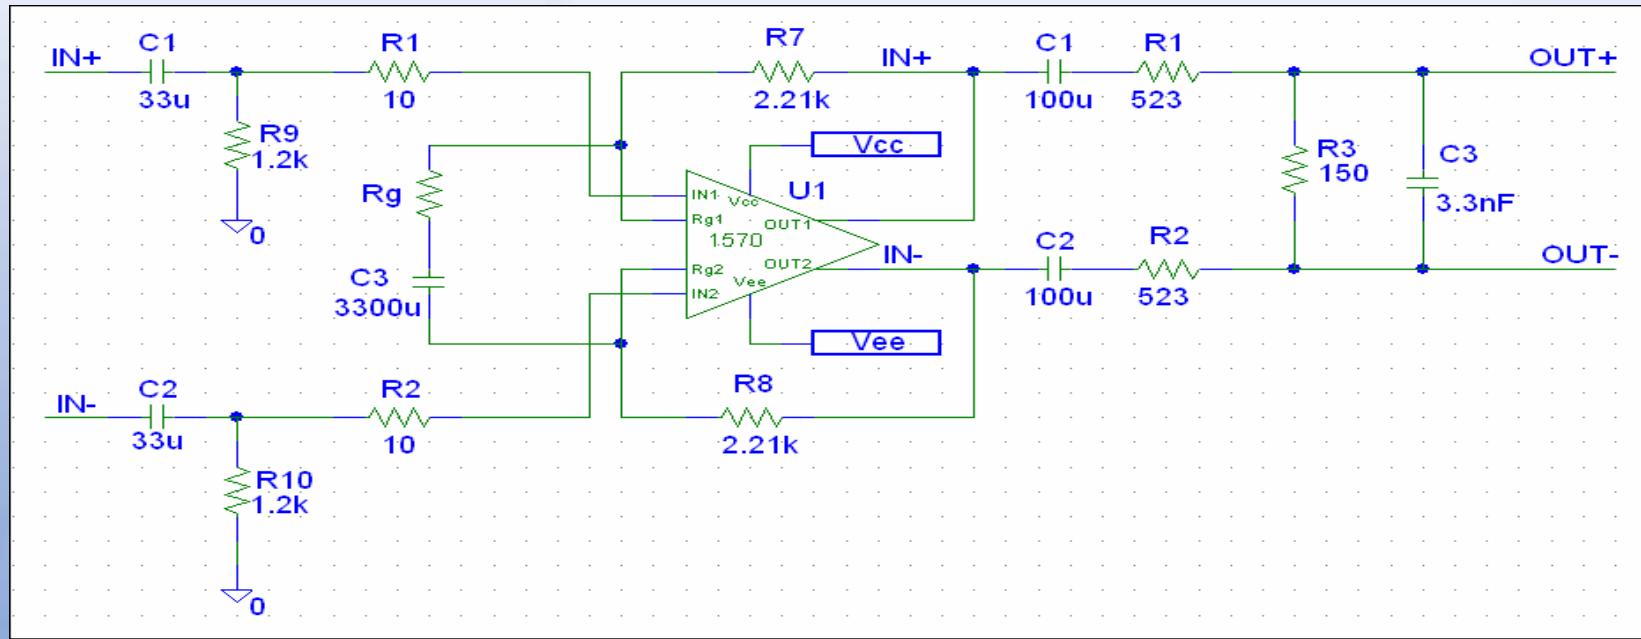 IN+
C1
33u
R1
10
R9
1.2k
0
Rg
C3
3300u
R7
2.21k
IN+
Vcc
U1
IN1
Vcc
Rg1
OUT1
1570
Rg2
OUT2
Vee
IN2
IN-
Vee
R8
2.21k
C1
100u
R1
523
C2
100u
R2
523
R3
150
C3
3.3nF
OUT+
OUT-
IN-
C2
33u
R2
10
R10
1.2k
0